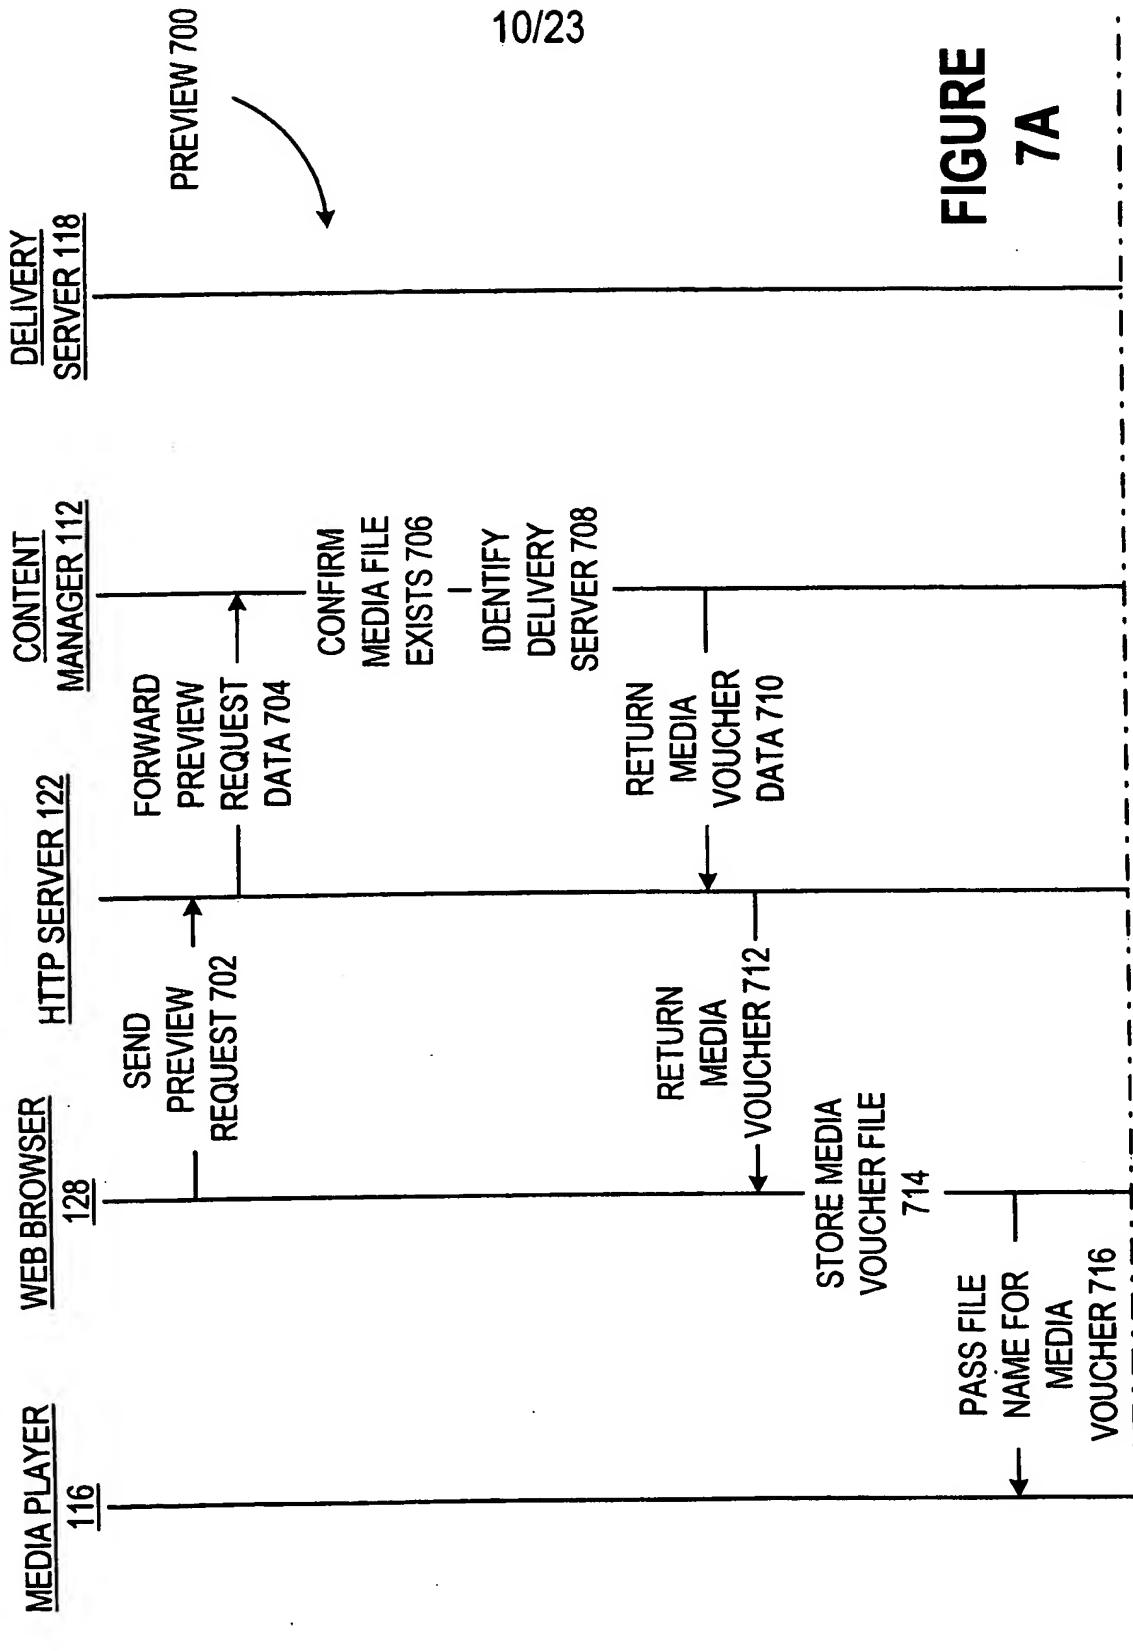 10/23
MEDIA PLAYER
116
WEB BROWSER
128
HTTP SERVER 122
CONTENT
MANAGER 112
DELIVERY
SERVER 118
PREVIEW 700
SEND
PREVIEW
REQUEST 702
FORWARD
PREVIEW
REQUEST
DATA 704
CONFIRM
MEDIA FILE
EXISTS 706
IDENTIFY
DELIVERY
SERVER 708
RETURN
MEDIA
VOUCHER
DATA 710
RETURN
MEDIA
VOUCHER 712
STORE MEDIA
VOUCHER FILE
714
PASS FILE
NAME FOR
MEDIA
VOUCHER 716
FIGURE
7A